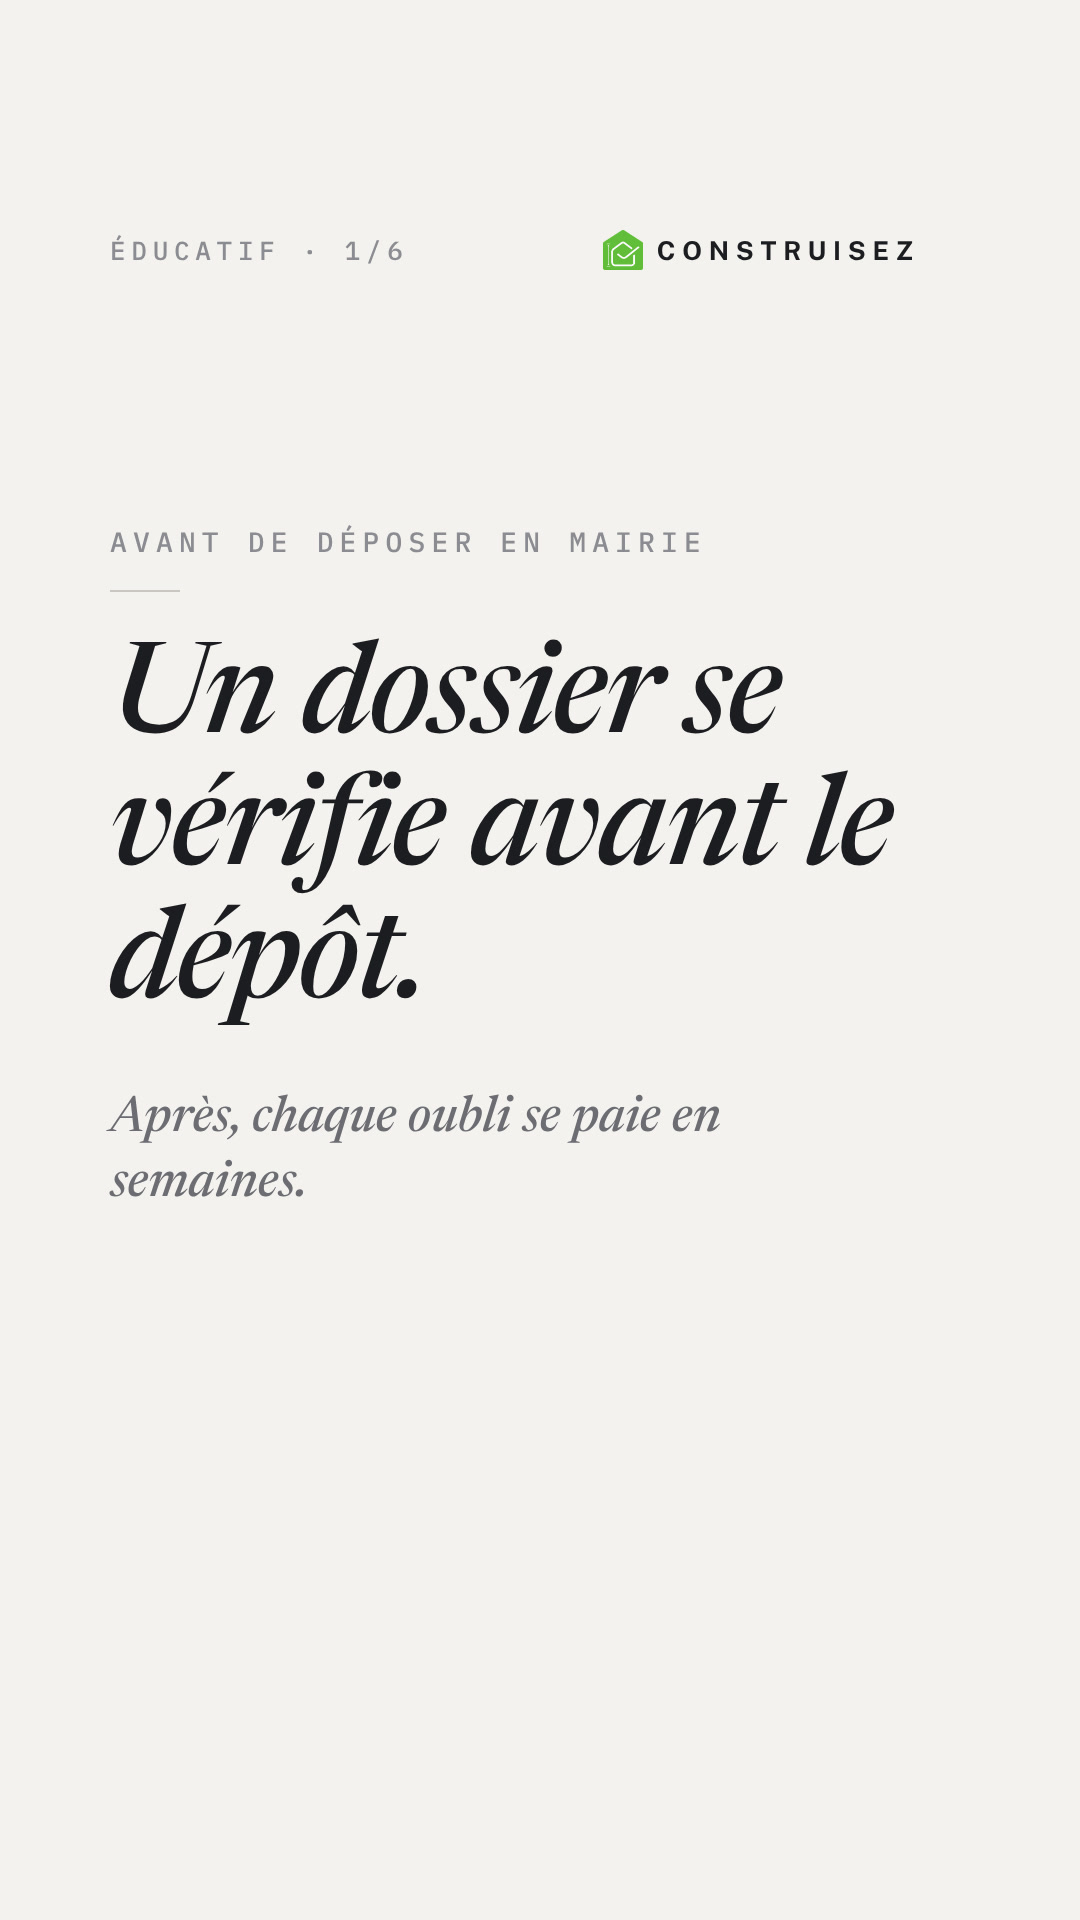 ÉDUCATIF · 1/6
CONSTRUISEZ
AVANT DE DÉPOSER EN MAIRIE
Un dossier se
vérifie avant le
dépôt.
Après, chaque oubli se paie en
semaines.